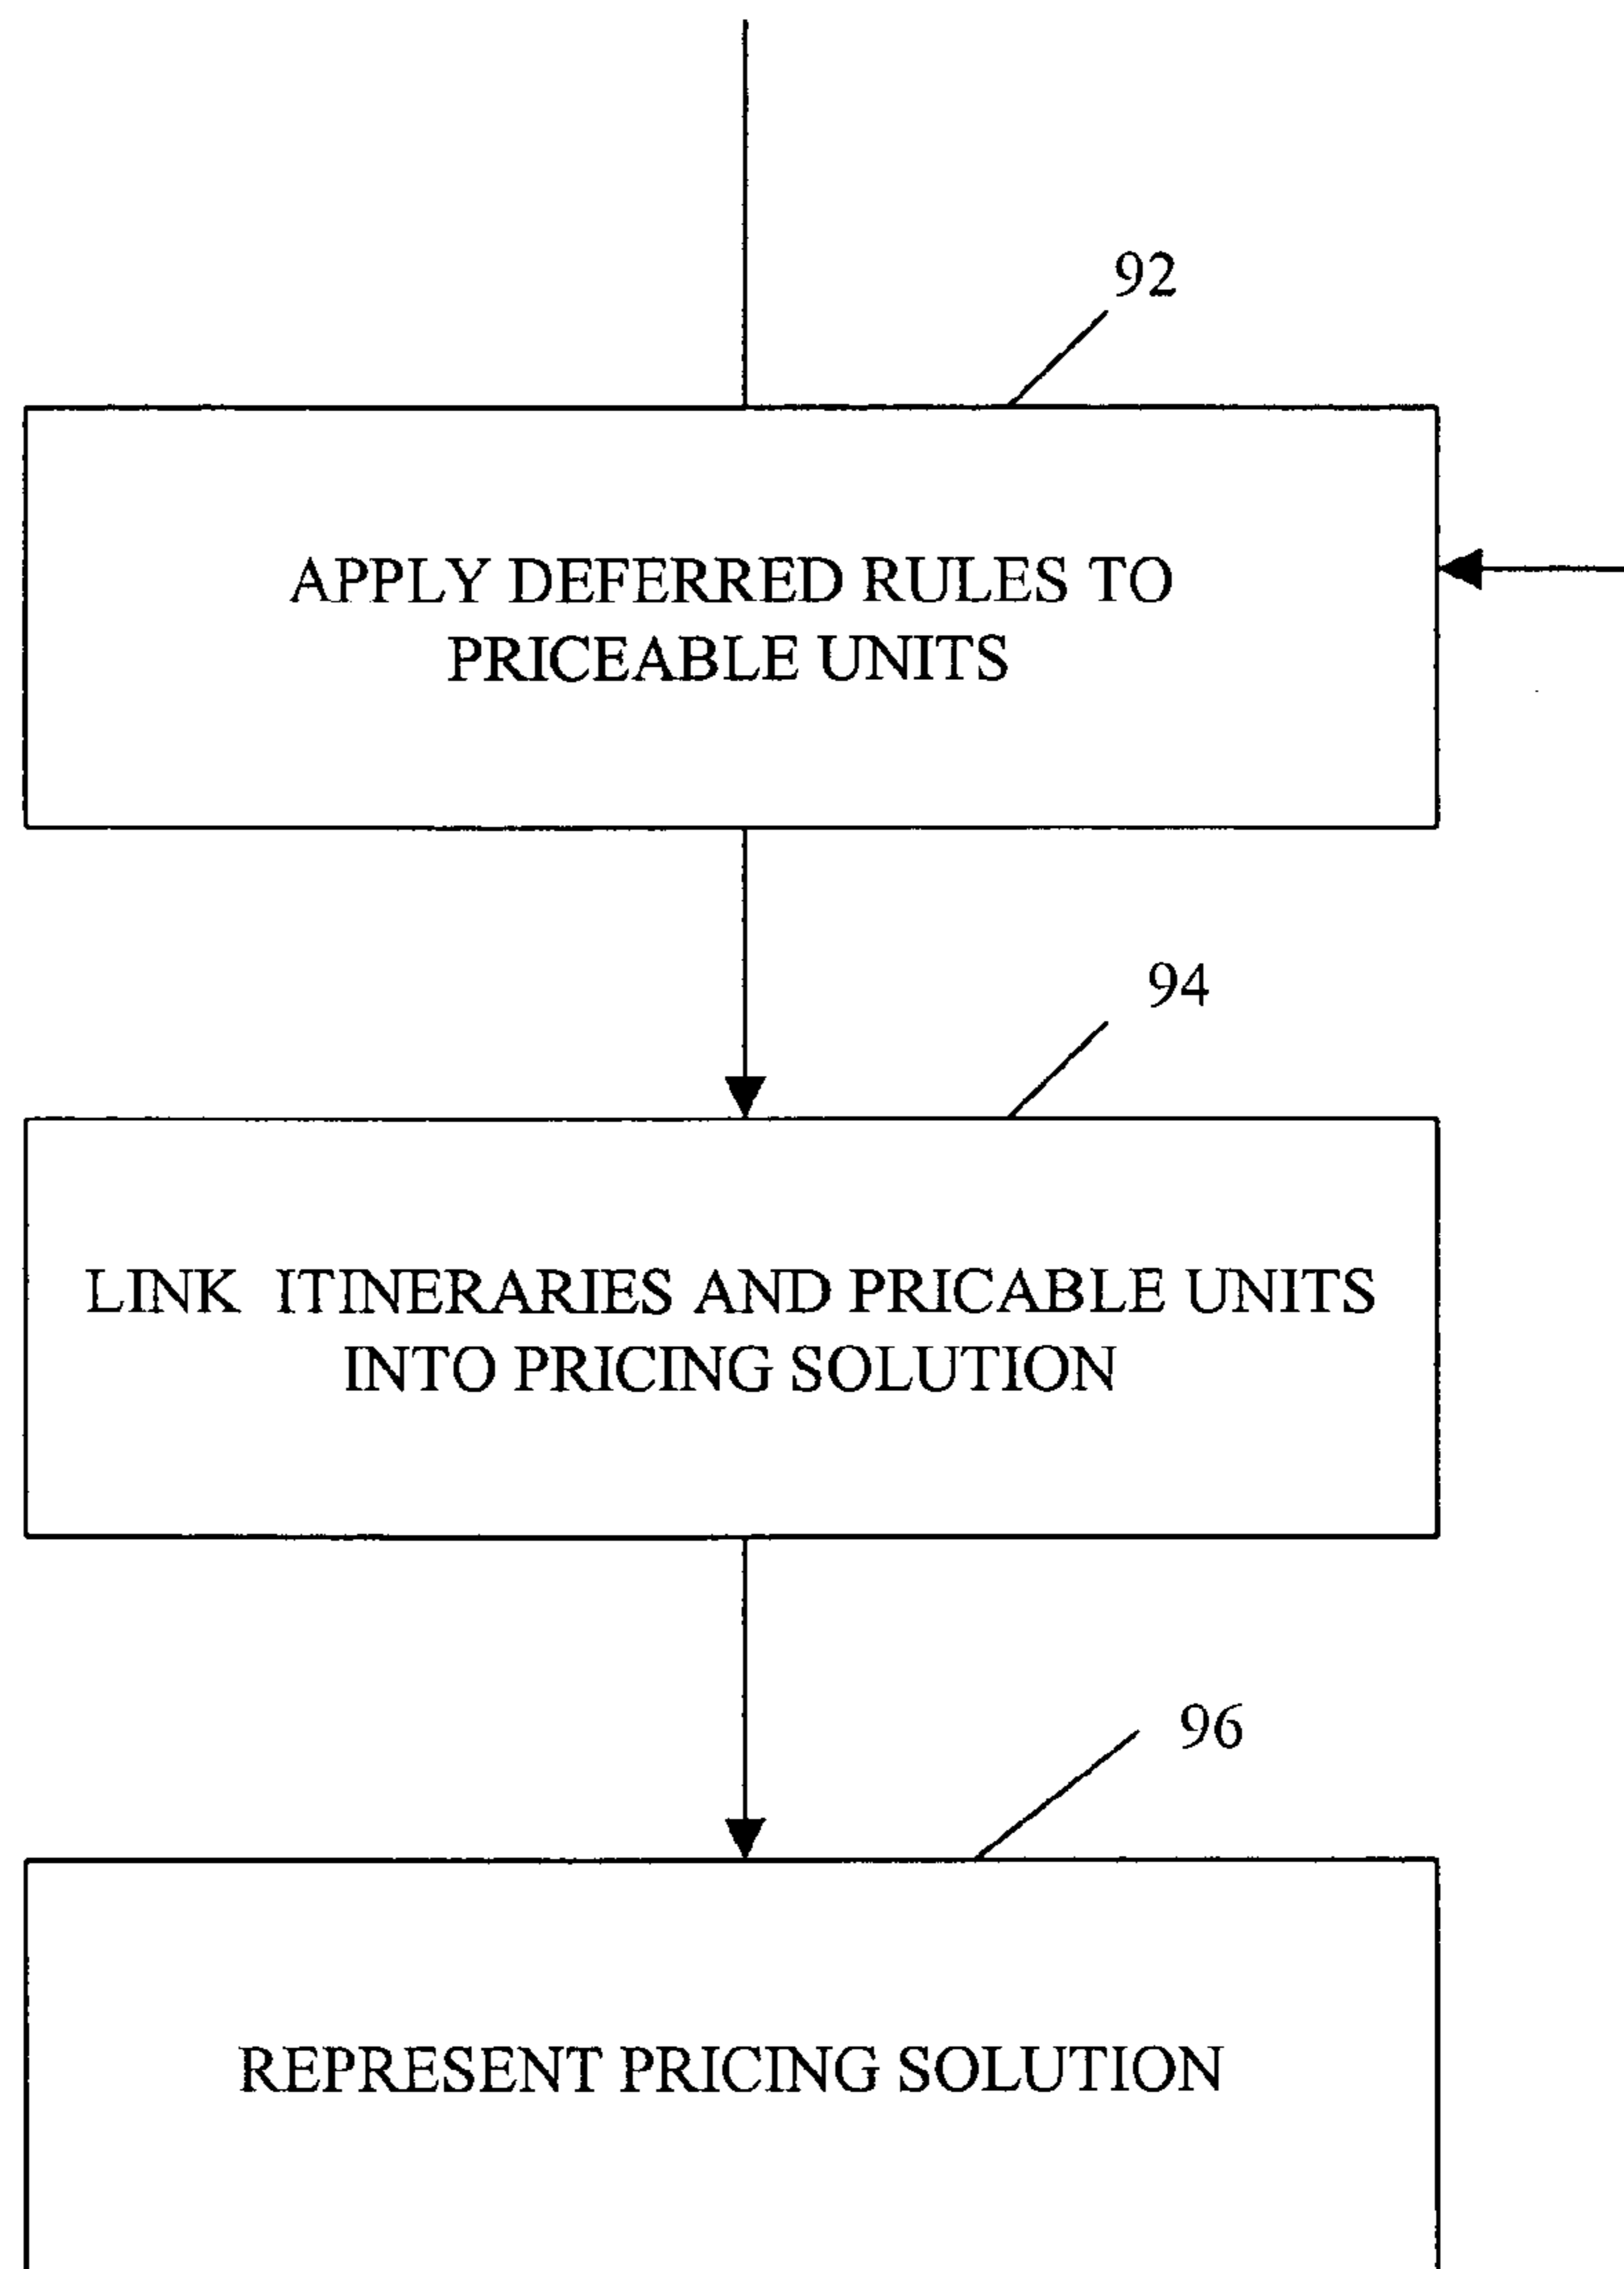 92
APPLY DEFERRED RULES TO
PRICEABLE UNITS
94
LINK ITINERARIES AND PRICABLE UNITS
INTO PRICING SOLUTION
96
REPRESENT PRICING SOLUTION